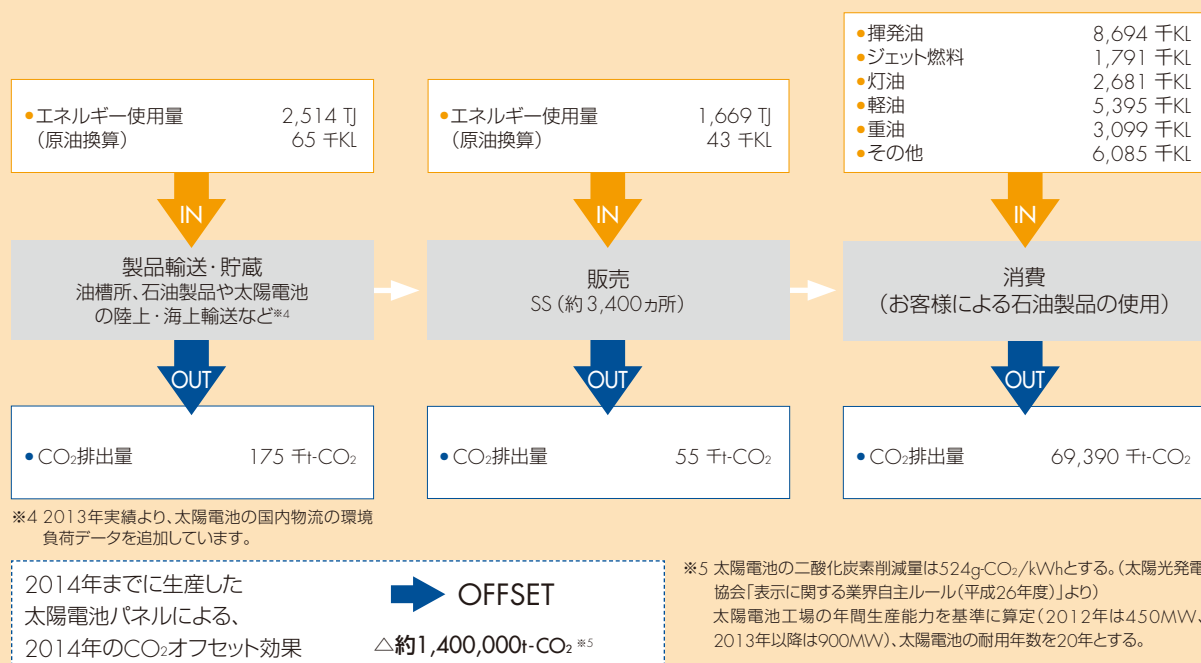 ●エネルギー使用量 2,514 TJ
(原油換算) 65 千KL
IN
製品輸送・貯蔵
油槽所、石油製品や太陽電池
の陸上・海上輸送など※4
OUT
●CO₂排出量 175 千t-CO₂
※4 2013年実績より、太陽電池の国内物流の環境
負荷データを追加しています。
●エネルギー使用量 1,669 TJ
(原油換算) 43 千KL
IN
販売
SS(約3,400ヵ所)
OUT
●CO₂排出量 55 千t-CO₂
●揮発油 8,694 千KL
●ジェット燃料 1,791 千KL
●灯油 2,681 千KL
●軽油 5,395 千KL
●重油 3,099 千KL
●その他 6,085 千KL
IN
消費
(お客様による石油製品の使用)
OUT
●CO₂排出量 69,390 千t-CO₂
2014年までに生産した
太陽電池パネルによる、
2014年のCO₂オフセット効果
OFFSET
△約1,400,000t-CO₂ ※5
※5 太陽電池の二酸化炭素削減量は524g-CO₂/kWhとする。(太陽光発電
協会「表示に関する業界自主ルール(平成26年度)」より)
太陽電池工場の年間生産能力を基準に算定(2012年は450MW、
2013年以降は900MW)、太陽電池の耐用年数を20年とする。